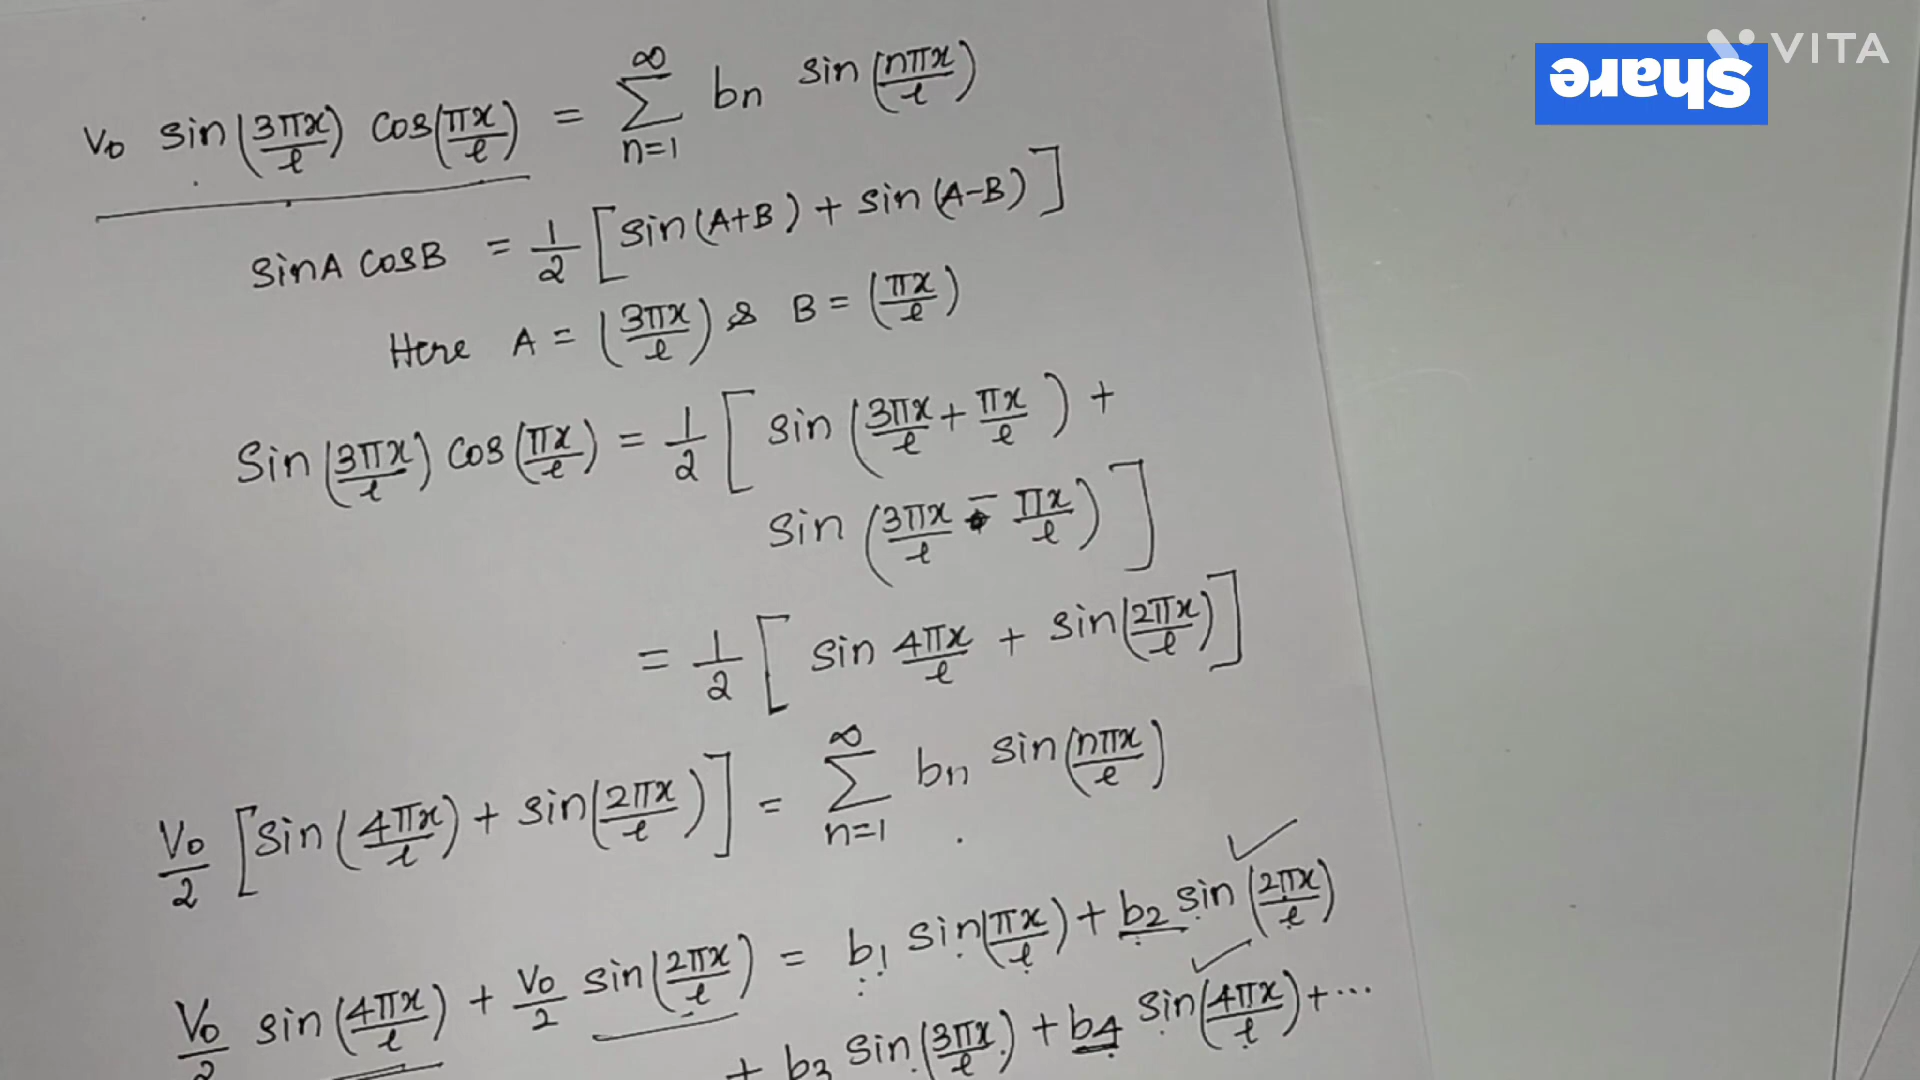 V₀ sin(3πx/l) cos(πx/l) = ∑_{n=1}^{∞} bn sin(nπx/l)
sinA cosB = 1/2 [sin(A+B) + sin(A-B)]
Here A = (3πx/l) & B = (πx/l)
Sin(3πx/l) cos(πx/l) = 1/2 [ sin(3πx/l + πx/l) +
sin(3πx/l - πx/l)]
= 1/2 [ sin 4πx/l + sin(2πx/l)]
V₀/2 [sin(4πx/l) + sin(2πx/l)] = ∑_{n=1}^{∞} bn sin(nπx/l)
V₀/2 sin(4πx/l) + V₀/2 sin(2πx/l) = b₁ sin(πx/l) + b₂ sin(2πx/l)
+ b₃ sin(3πx/l) + b₄ sin(4πx/l) + ...
Share
VITA